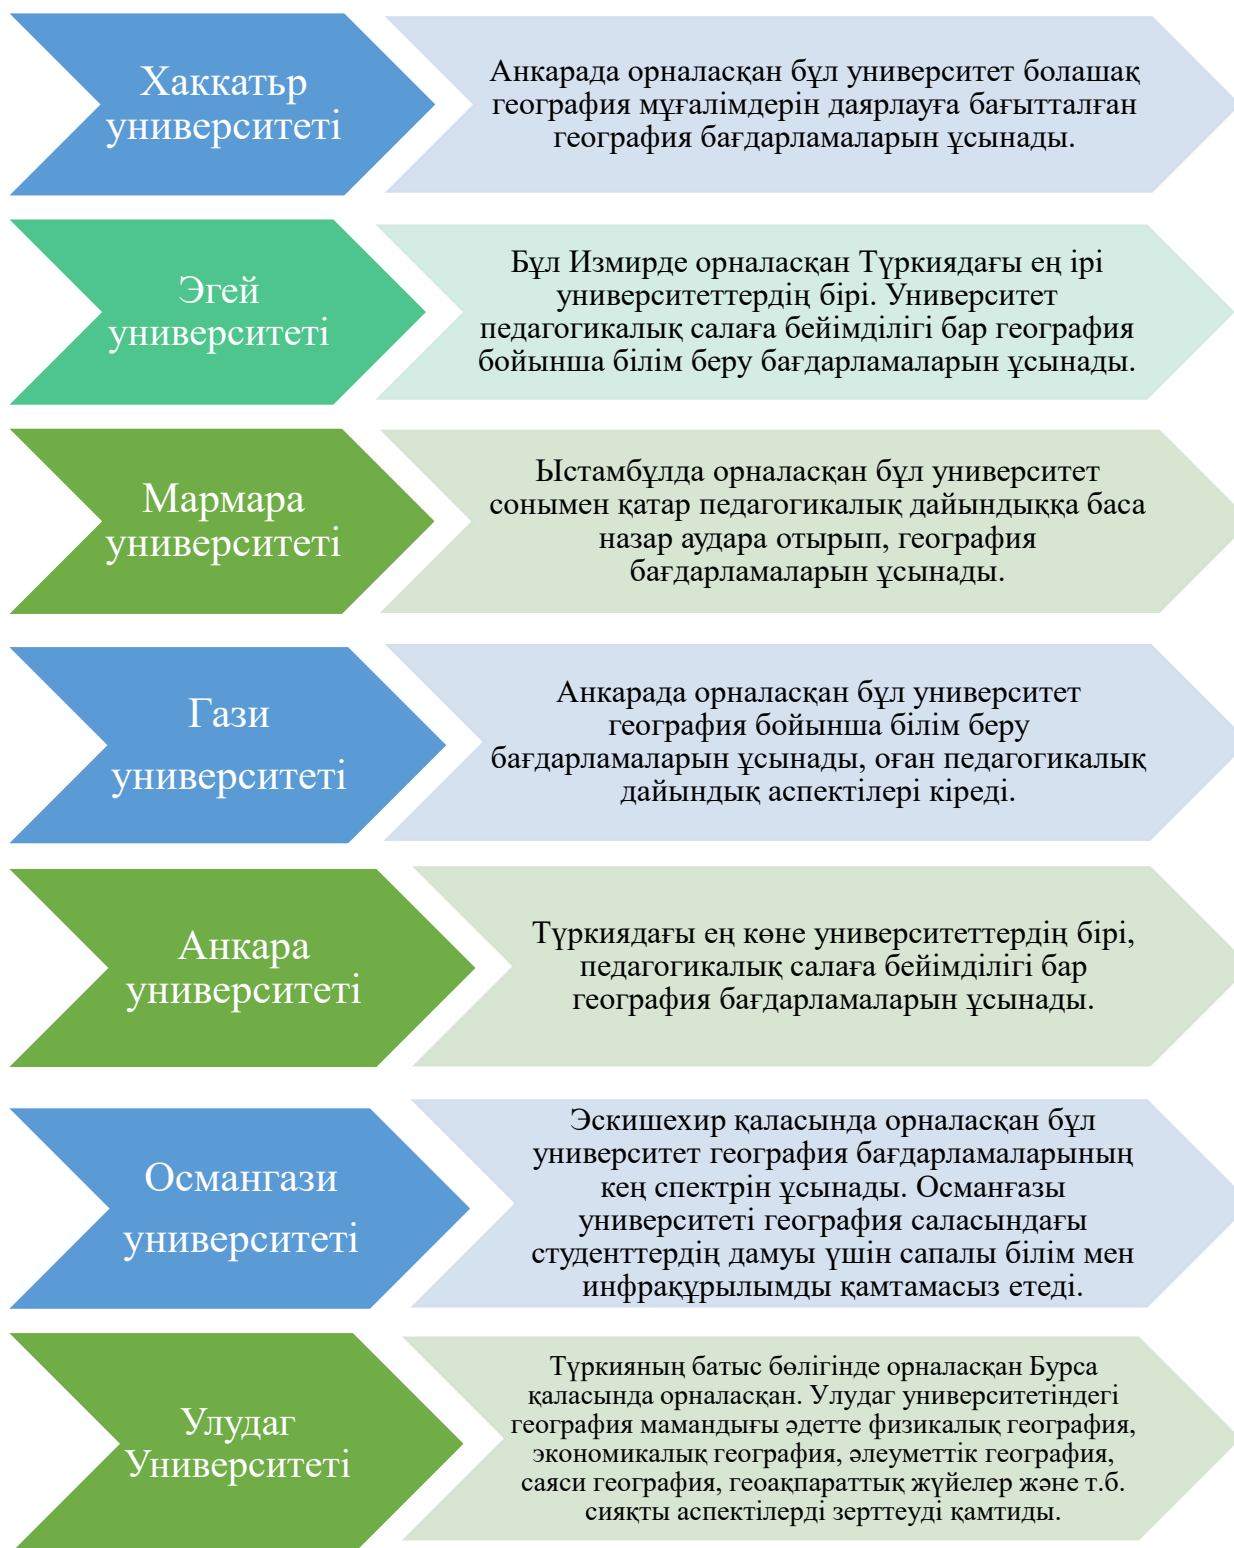 Хаккатьр
университеті
Анкарада орналасқан бұл университет болашақ
география мұғалімдерін даярлауға бағытталған
география бағдарламаларын ұсынады.
Эгей
университеті
Бұл Измирде орналасқан Түркиядағы ең ірі
университеттердің бірі. Университет
педагогикалық салаға бейімділігі бар география
бойынша білім беру бағдарламаларын ұсынады.
Мармара
университеті
Ыстамбұлда орналасқан бұл университет
сонымен қатар педагогикалық дайындыққа баса
назар аудара отырып, география
бағдарламаларын ұсынады.
Гази
университеті
Анкарада орналасқан бұл университет
география бойынша білім беру
бағдарламаларын ұсынады, оған педагогикалық
дайындық аспектілері кіреді.
Анкара
университеті
Түркиядағы ең көне университеттердің бірі,
педагогикалық салаға бейімділігі бар
география бағдарламаларын ұсынады.
Османгази
университеті
Эскишехир қаласында орналасқан бұл
университет география бағдарламаларының
кең спектрін ұсынады. Османғазы
университеті география саласындағы
студенттердің дамуы үшін сапалы білім мен
инфрақұрылымды қамтамасыз етеді.
Улудаг
Университеті
Түркияның батыс бөлігінде орналасқан Бурса
қаласында орналасқан. Улудаг университетіндегі
география мамандығы әдетте физикалық география,
экономикалық география, әлеуметтік география,
саяси география, геоақпараттық жүйелер және т.б.
сияқты аспектілерді зерттеуді қамтиды.